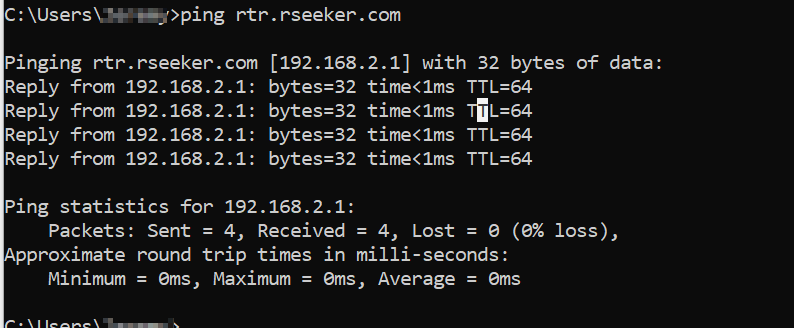 C:\Users\>ping rtr.rseeker.com
Pinging rtr.rseeker.com [192.168.2.1] with 32 bytes of data:
Reply from 192.168.2.1: bytes=32 time<1ms TTL=64
Reply from 192.168.2.1: bytes=32 time<1ms TTL=64
Reply from 192.168.2.1: bytes=32 time<1ms TTL=64
Reply from 192.168.2.1: bytes=32 time<1ms TTL=64
Ping statistics for 192.168.2.1:
Packets: Sent = 4, Received = 4, Lost = 0 (0% loss),
Approximate round trip times in milli-seconds:
Minimum = 0ms, Maximum = 0ms, Average = 0ms
C:\Users\>